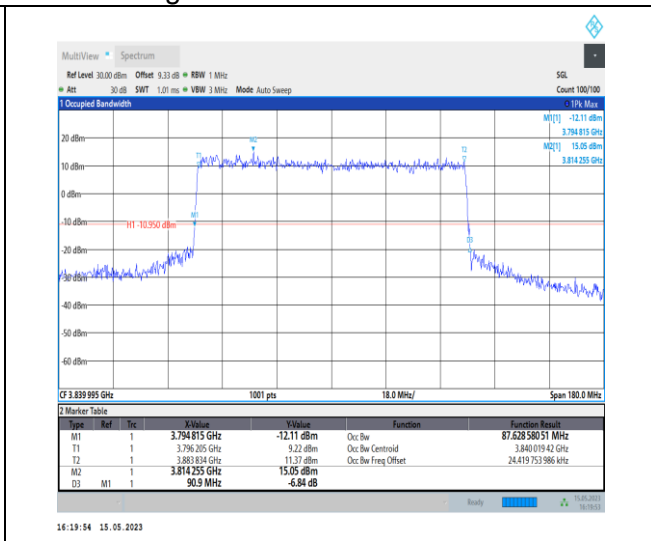 MultiView Spectrum
Ref Level 30.00 dBm Offset 9.33 dB RBW 1 MHz SGL
Att 30 dB SWT 1.01 ms VBW 3 MHz Mode Auto Sweep Count 100/100
1 Occupied Bandwidth 1Pk Max
M1[1] -12.11 dBm
3.794 815 GHz
M2[1] 15.05 dBm
3.814 255 GHz
20 dBm
M2
T1
T2
10 dBm
0 dBm
M1
-10 dBm
H1 -10.950 dBm
D3
-20 dBm
-30 dBm
-40 dBm
-50 dBm
-60 dBm
CF 3.839 995 GHz 1001 pts 18.0 MHz/ Span 180.0 MHz
2 Marker Table
Type Ref Trc X-Value Y-Value Function Function Result
M1 1 3.794 815 GHz -12.11 dBm Occ Bw 87.628 580 51 MHz
T1 1 3.796 205 GHz 9.22 dBm Occ Bw Centroid 3.840 019 42 GHz
T2 1 3.883 834 GHz 11.37 dBm Occ Bw Freq Offset 24.419 753 986 kHz
M2 1 3.814 255 GHz 15.05 dBm
D3 M1 1 90.9 MHz -6.84 dB
Ready 15.05.2023
16:19:53
16:19:54 15.05.2023